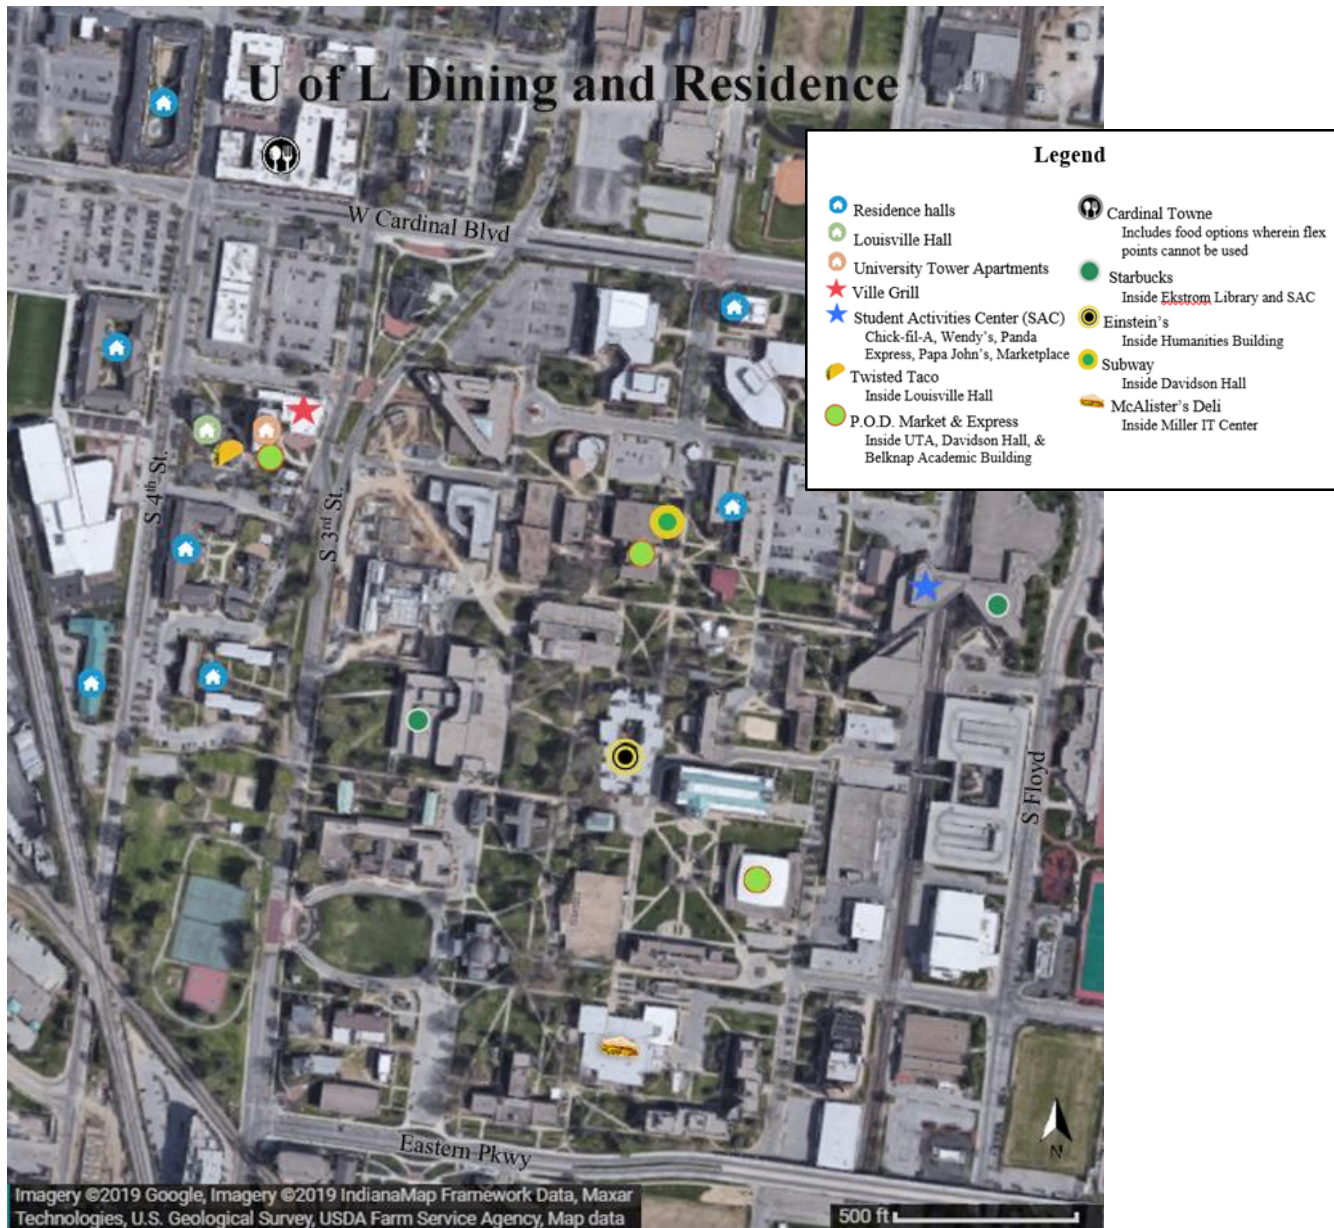 U of L Dining and Residence
Legend
Residence halls
Louisville Hall
University Tower Apartments
Ville Grill
Student Activities Center (SAC)
Chick-fil-A, Wendy's, Panda
Express, Papa John's, Marketplace
Twisted Taco
Inside Louisville Hall
P.O.D. Market & Express
Inside UTA, Davidson Hall, &
Belknap Academic Building
Cardinal Towne
Includes food options wherein flex
points cannot be used
Starbucks
Inside Ekstrom Library and SAC
Einstein's
Inside Humanities Building
Subway
Inside Davidson Hall
McAlister's Deli
Inside Miller IT Center
W Cardinal Blvd
S 4th St.
S 3rd St.
S Floyd
Eastern Pkwy
N
Imagery ©2019 Google, Imagery ©2019 IndianaMap Framework Data, Maxar
Technologies, U.S. Geological Survey, USDA Farm Service Agency, Map data
500 ft